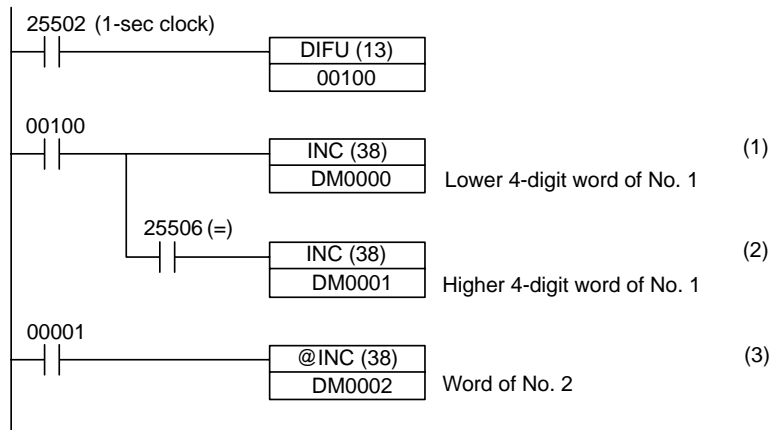 25502 (1-sec clock)
DIFU (13)
00100
00100
INC (38)
(1)
DM0000
Lower 4-digit word of No. 1
25506 (=)
INC (38)
(2)
DM0001
Higher 4-digit word of No. 1
00001
@INC (38)
(3)
DM0002
Word of No. 2